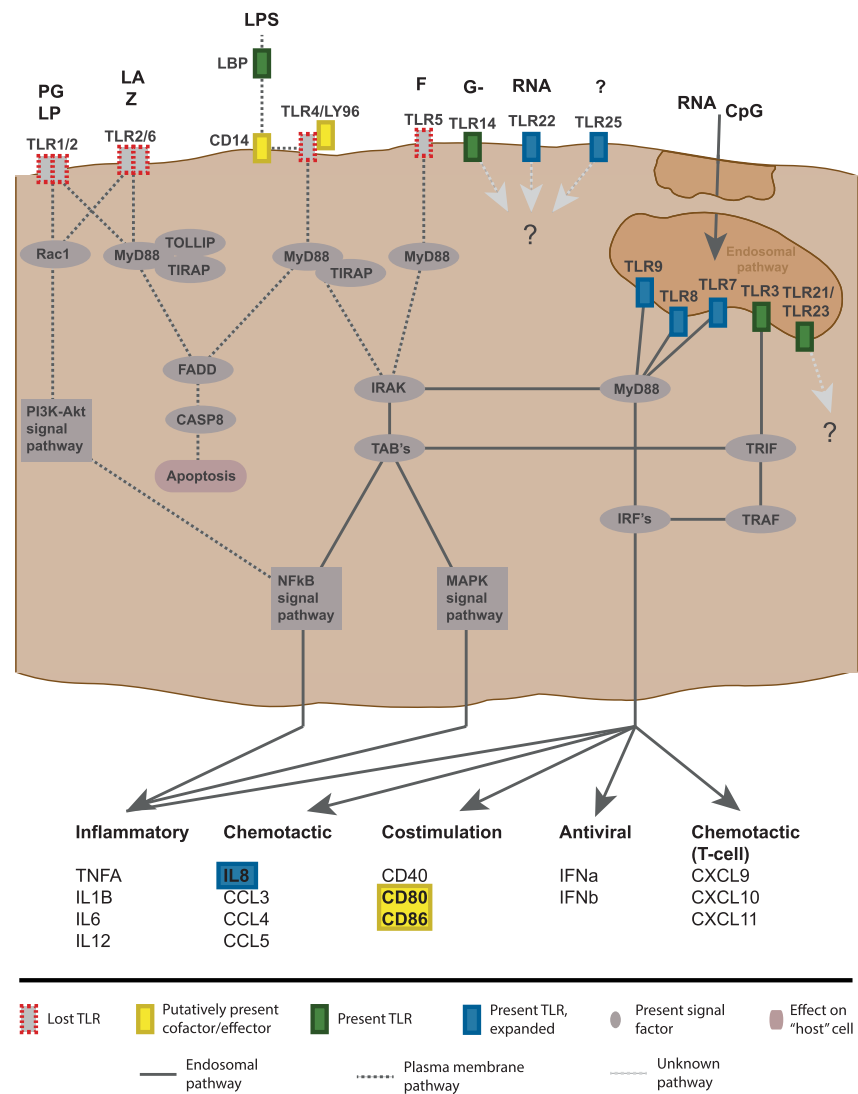 LPS
LBP
PG
LP
LA
Z
F
G-
RNA
?
RNA
CpG
TLR1/2
TLR2/6
CD14
TLR4/LY96
TLR5
TLR14
TLR22
TLR25
Rac1
MyD88
TOLLIP
TIRAP
MyD88
TIRAP
MyD88
?
Endosomal
pathway
TLR9
TLR8
TLR7
TLR3
TLR21/
TLR23
FADD
IRAK
MyD88
PI3K-Akt
signal
pathway
CASP8
?
TAB's
TRIF
Apoptosis
IRF's
TRAF
NFkB
signal
pathway
MAPK
signal
pathway
Inflammatory
TNFA
IL1B
IL6
IL12
Chemotactic
IL8
CCL3
CCL4
CCL5
Costimulation
CD40
CD80
CD86
Antiviral
IFNa
IFNb
Chemotactic
(T-cell)
CXCL9
CXCL10
CXCL11
Lost TLR
Putatively present
cofactor/effector
Present TLR
Present TLR,
expanded
Present signal
factor
Effect on
"host" cell
Endosomal
pathway
Plasma membrane
pathway
Unknown
pathway